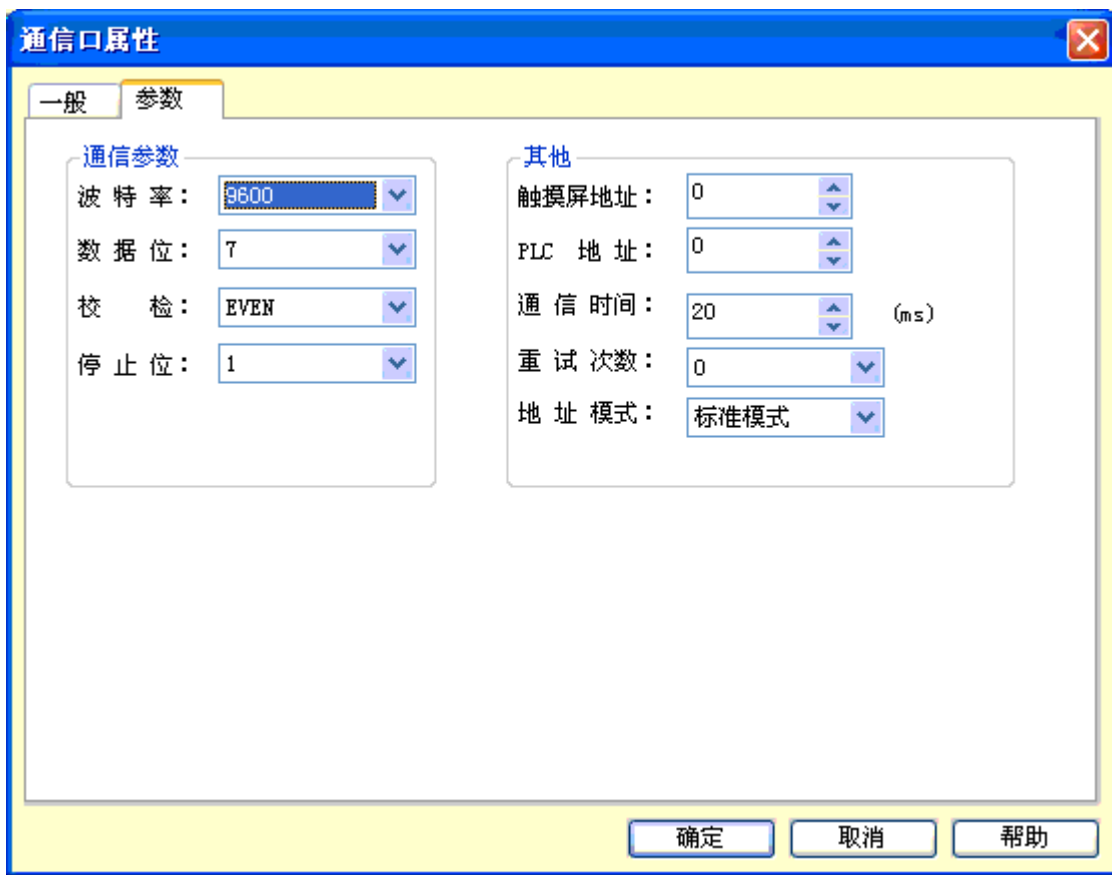 通信口属性
一般 参数
通信参数
波 特 率： 9600
数 据 位： 7
校 检： EVEN
停 止 位： 1
其他
触摸屏地址： 0
PLC 地 址： 0
通 信 时间： 20 (ms)
重 试 次数： 0
地 址 模式： 标准模式
确定 取消 帮助